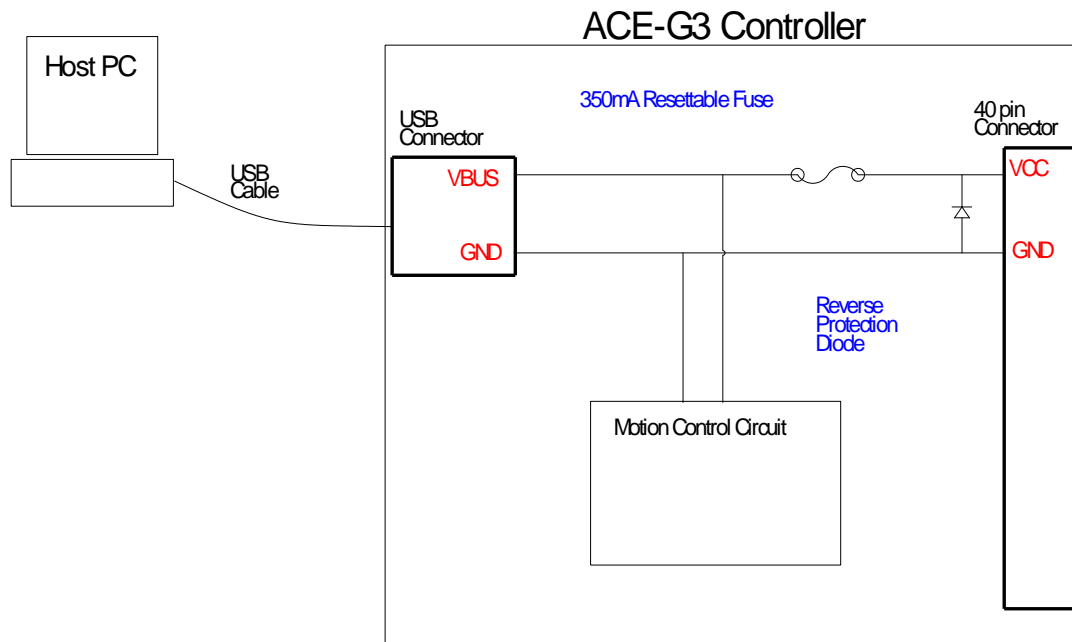 ACE-G3 Controller
Host PC
350mA Resettable Fuse
USB
Connector
40 pin
Connector
USB
Cable
VBUS
GND
VCC
GND
Reverse
Protection
Diode
Motion Control Circuit